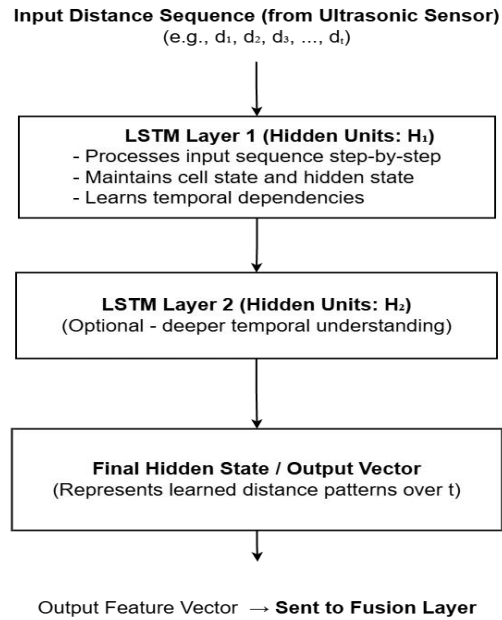 Input Distance Sequence (from Ultrasonic Sensor)
(e.g., d₁, d₂, d₃, ..., dₜ)
LSTM Layer 1 (Hidden Units: H₁)
- Processes input sequence step-by-step
- Maintains cell state and hidden state
- Learns temporal dependencies
LSTM Layer 2 (Hidden Units: H₂)
(Optional - deeper temporal understanding)
Final Hidden State / Output Vector
(Represents learned distance patterns over t)
Output Feature Vector → Sent to Fusion Layer